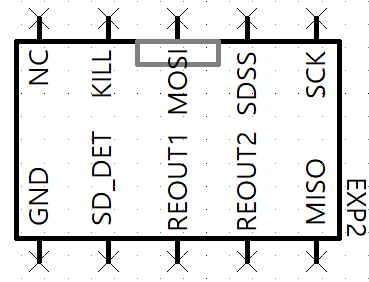 NC
KILL
MOSI
SDSS
SCK
GND
SD_DET
REOUT1
REOUT2
MISO
EXP2